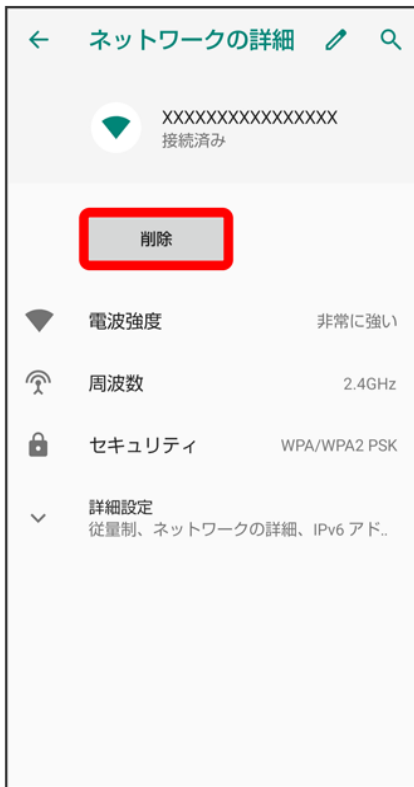 ネットワークの詳細
XXXXXXXXXXXXXXXX
接続済み
削除
電波強度 非常に強い
周波数 2.4GHz
セキュリティ WPA/WPA2 PSK
詳細設定
従量制、ネットワークの詳細、IPv6 アド..